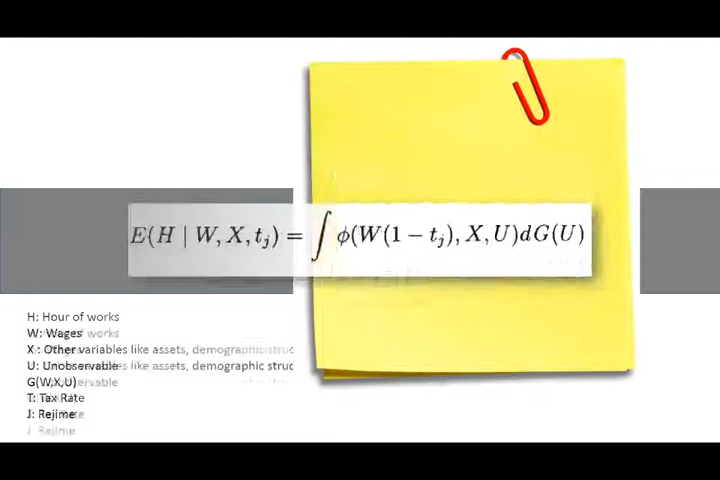 E(H | W, X, t_j) = ∫ φ(W(1 − t_j), X, U)dG(U)
H: Hour of works
W: Wages
X : Other variables like assets, demographic struc
U: Unobservable
G(W,X,U)
T: Tax Rate
J: Rejime